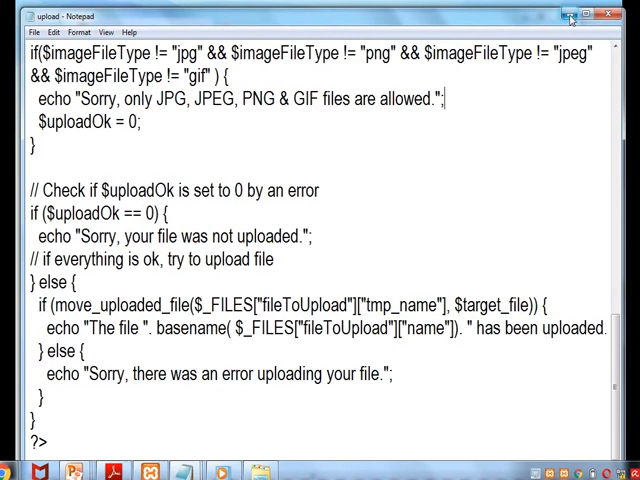 upload - Notepad
File Edit Format View Help
if($imageFileType != "jpg" && $imageFileType != "png" && $imageFileType != "jpeg"
&& $imageFileType != "gif" ) {
echo "Sorry, only JPG, JPEG, PNG & GIF files are allowed.";
$uploadOk = 0;
}
// Check if $uploadOk is set to 0 by an error
if ($uploadOk == 0) {
echo "Sorry, your file was not uploaded.";
// if everything is ok, try to upload file
} else {
if (move_uploaded_file($_FILES["fileToUpload"]["tmp_name"], $target_file)) {
echo "The file ". basename( $_FILES["fileToUpload"]["name"]). " has been uploaded.
} else {
echo "Sorry, there was an error uploading your file.";
}
}
?>